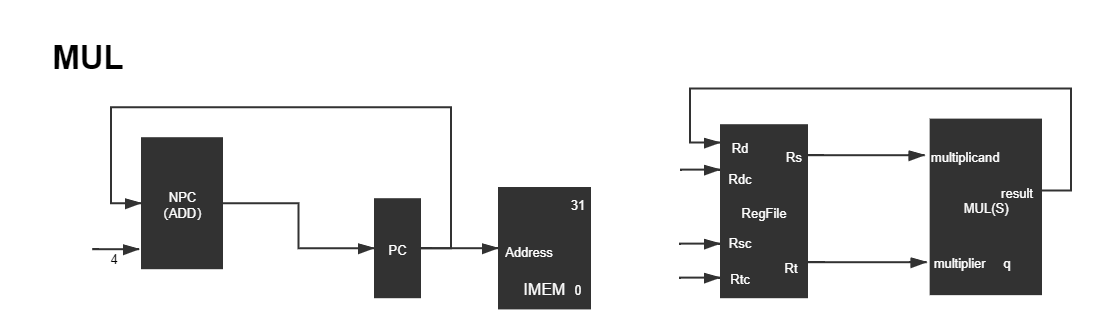 MUL
NPC
(ADD)
4
PC
31
Address
IMEM 0
Rd
Rs
Rdc
RegFile
Rsc
Rt
Rtc
multiplicand
result
MUL(S)
multiplier q